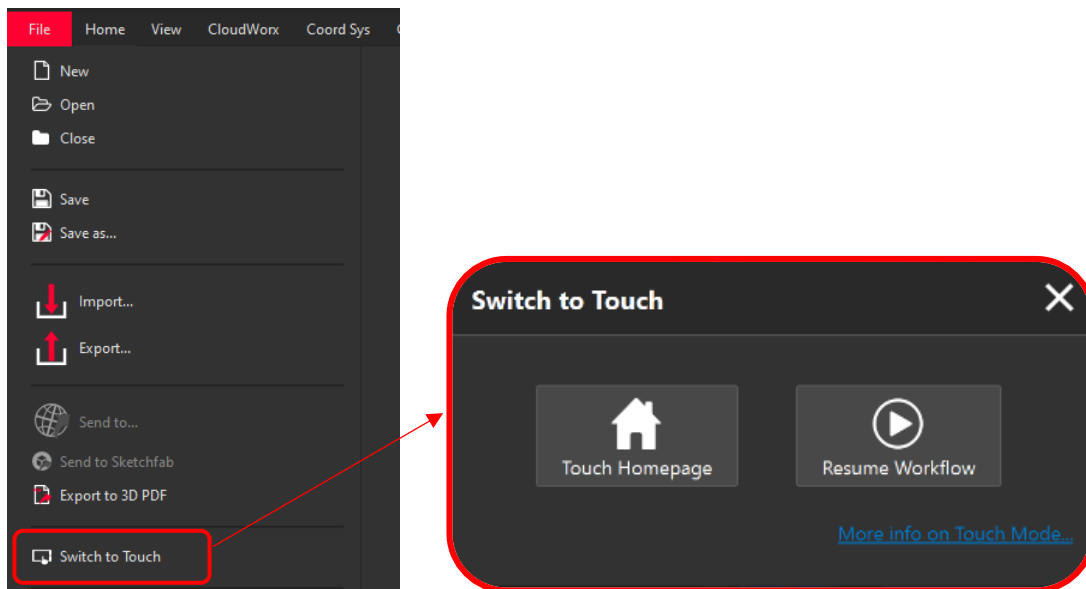 File Home View CloudWorx Coord Sys
New
Open
Close
Save
Save as...
Import...
Export...
Send to...
Send to Sketchfab
Export to 3D PDF
Switch to Touch
Switch to Touch
Touch Homepage
Resume Workflow
More info on Touch Mode...